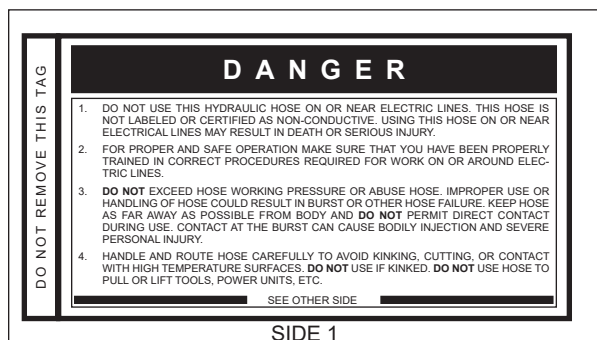 DO NOT REMOVE THIS TAG
DANGER
1. DO NOT USE THIS HYDRAULIC HOSE ON OR NEAR ELECTRIC LINES. THIS HOSE IS
NOT LABELED OR CERTIFIED AS NON-CONDUCTIVE. USING THIS HOSE ON OR NEAR
ELECTRICAL LINES MAY RESULT IN DEATH OR SERIOUS INJURY.
2. FOR PROPER AND SAFE OPERATION MAKE SURE THAT YOU HAVE BEEN PROPERLY
TRAINED IN CORRECT PROCEDURES REQUIRED FOR WORK ON OR AROUND ELEC-
TRIC LINES.
3. DO NOT EXCEED HOSE WORKING PRESSURE OR ABUSE HOSE. IMPROPER USE OR
HANDLING OF HOSE COULD RESULT IN BURST OR OTHER HOSE FAILURE. KEEP HOSE
AS FAR AWAY AS POSSIBLE FROM BODY AND DO NOT PERMIT DIRECT CONTACT
DURING USE. CONTACT AT THE BURST CAN CAUSE BODILY INJECTION AND SEVERE
PERSONAL INJURY.
4. HANDLE AND ROUTE HOSE CAREFULLY TO AVOID KINKING, CUTTING, OR CONTACT
WITH HIGH TEMPERATURE SURFACES. DO NOT USE IF KINKED. DO NOT USE HOSE TO
PULL OR LIFT TOOLS, POWER UNITS, ETC.
SEE OTHER SIDE
SIDE 1